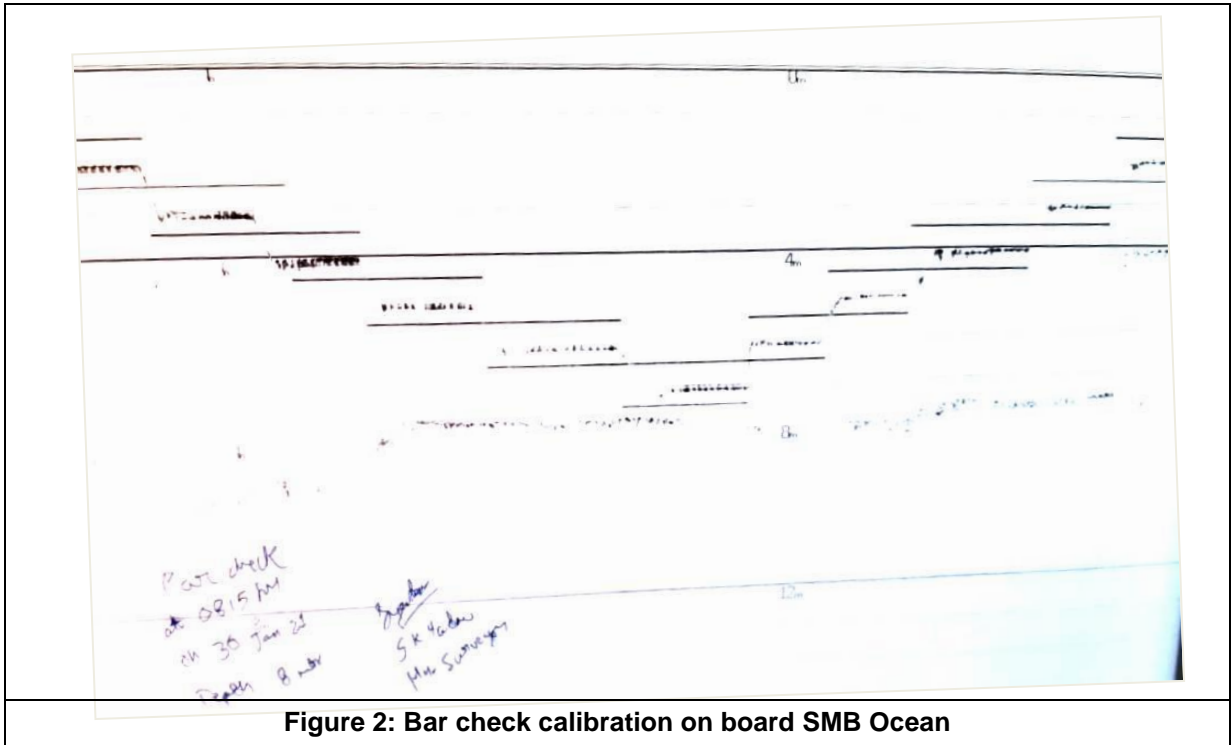 0m
4m
8m
12m
Bar check
at 0815 hrs
on 30 Jan 21
Depth 8 mtr
S K Yadav
Surveyor
Figure 2: Bar check calibration on board SMB Ocean